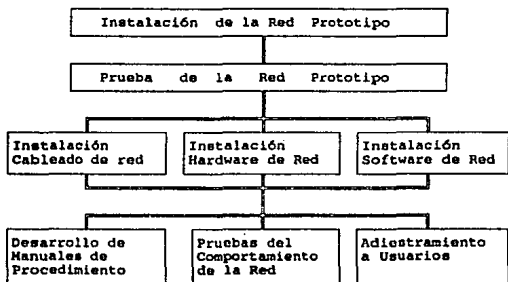 Instalación de la Red Prototipo
Prueba de la Red Prototipo
Instalación
Cableado de red
Instalación
Hardware de Red
Instalación
Software de Red
Desarrollo de
Manuales de
Procedimiento
Pruebas del
Comportamiento
de la Red
Adiestramiento
a Usuarios